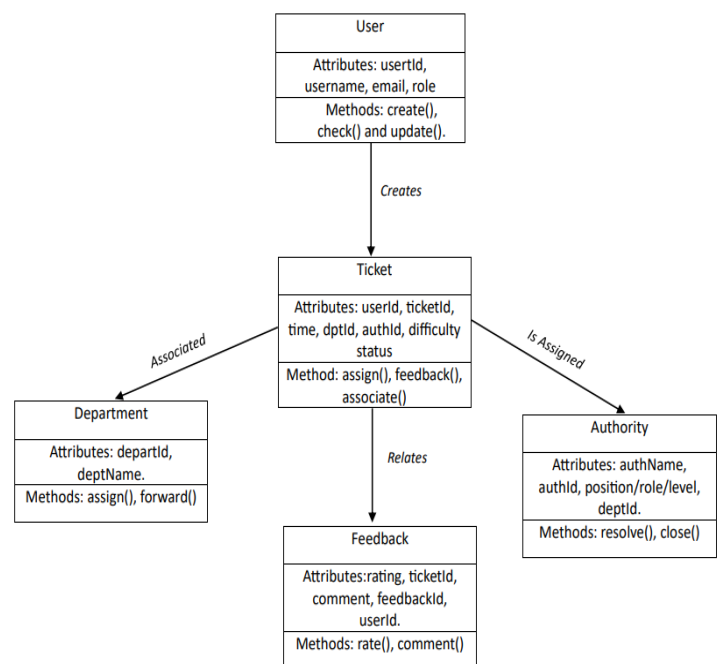 User
Attributes: usertId,
username, email, role
Methods: create(),
check() and update().
Creates
Ticket
Attributes: userId, ticketId,
time, dptId, authId, difficulty
status
Method: assign(), feedback(),
associate()
Associated
Is Assigned
Department
Attributes: departId,
deptName.
Methods: assign(), forward()
Relates
Authority
Attributes: authName,
authId, position/role/level,
deptId.
Methods: resolve(), close()
Feedback
Attributes:rating, ticketId,
comment, feedbackId,
userId.
Methods: rate(), comment()